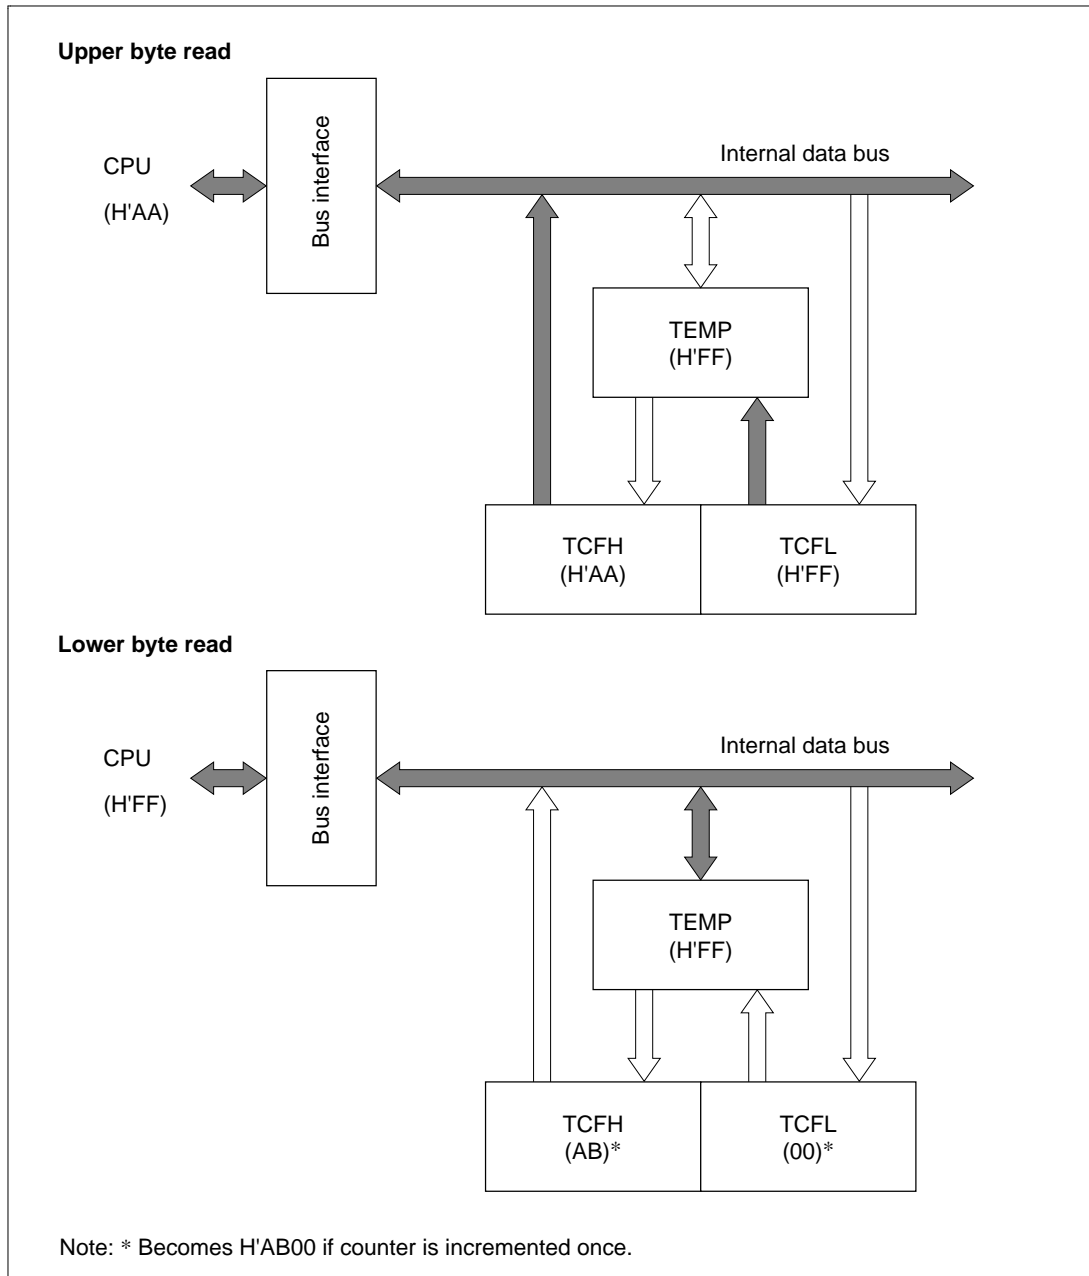 Upper byte read
Bus interface
CPU
(H'AA)
Internal data bus
TEMP
(H'FF)
TCFH
(H'AA)
TCFL
(H'FF)
Lower byte read
Bus interface
CPU
(H'FF)
Internal data bus
TEMP
(H'FF)
TCFH
(AB)*
TCFL
(00)*
Note: * Becomes H'AB00 if counter is incremented once.